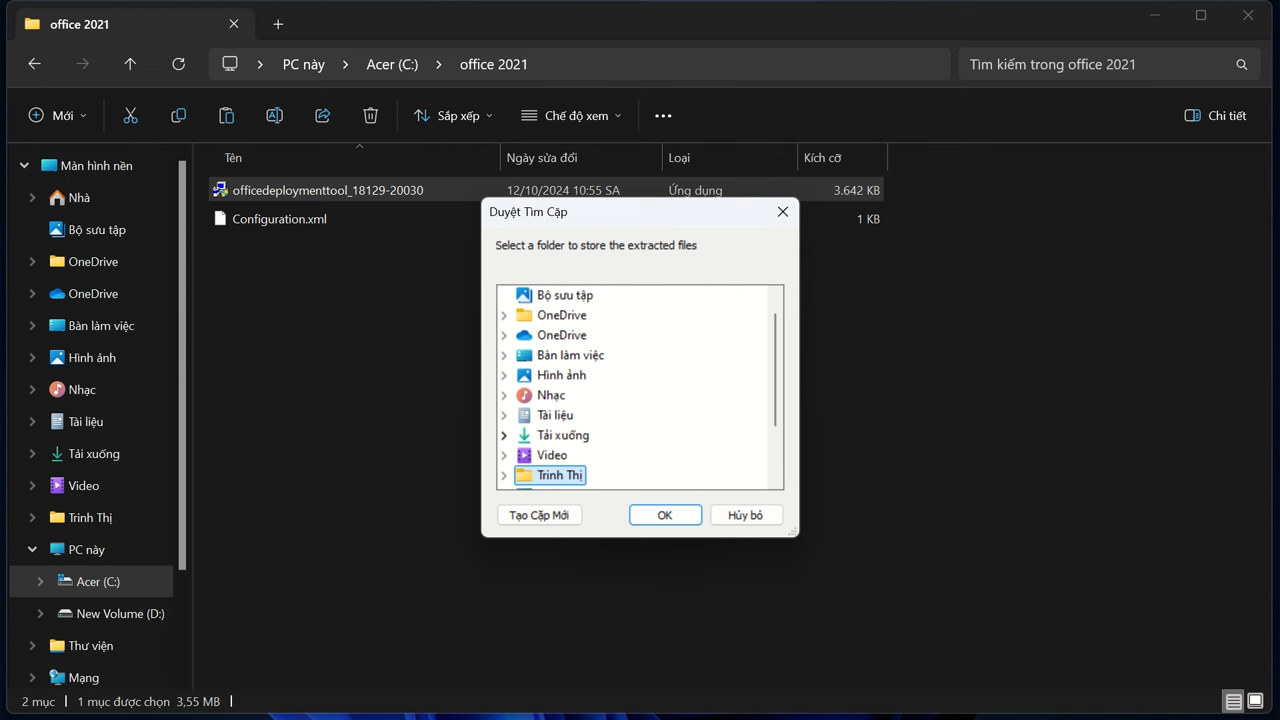 office 2021
PC này
Acer (C:)
office 2021
Tìm kiếm trong office 2021
Mới
Sắp xếp
Chế độ xem
Chi tiết
Tên
Ngày sửa đổi
Loại
Kích cỡ
officedeploymenttool_18129-20030
12/10/2024 10:55 SA
Ứng dụng
3.642 KB
Configuration.xml
1 KB
Màn hình nền
Nhà
Bộ sưu tập
OneDrive
OneDrive
Bàn làm việc
Hình ảnh
Nhạc
Tài liệu
Tải xuống
Video
Trinh Thị
PC này
Acer (C:)
New Volume (D:)
Thư viện
Mạng
Duyệt Tìm Cặp
Select a folder to store the extracted files
Bộ sưu tập
OneDrive
OneDrive
Bàn làm việc
Hình ảnh
Nhạc
Tài liệu
Tải xuống
Video
Trinh Thị
Tạo Cặp Mới
OK
Hủy bỏ
2 mục
1 mục được chọn 3,55 MB